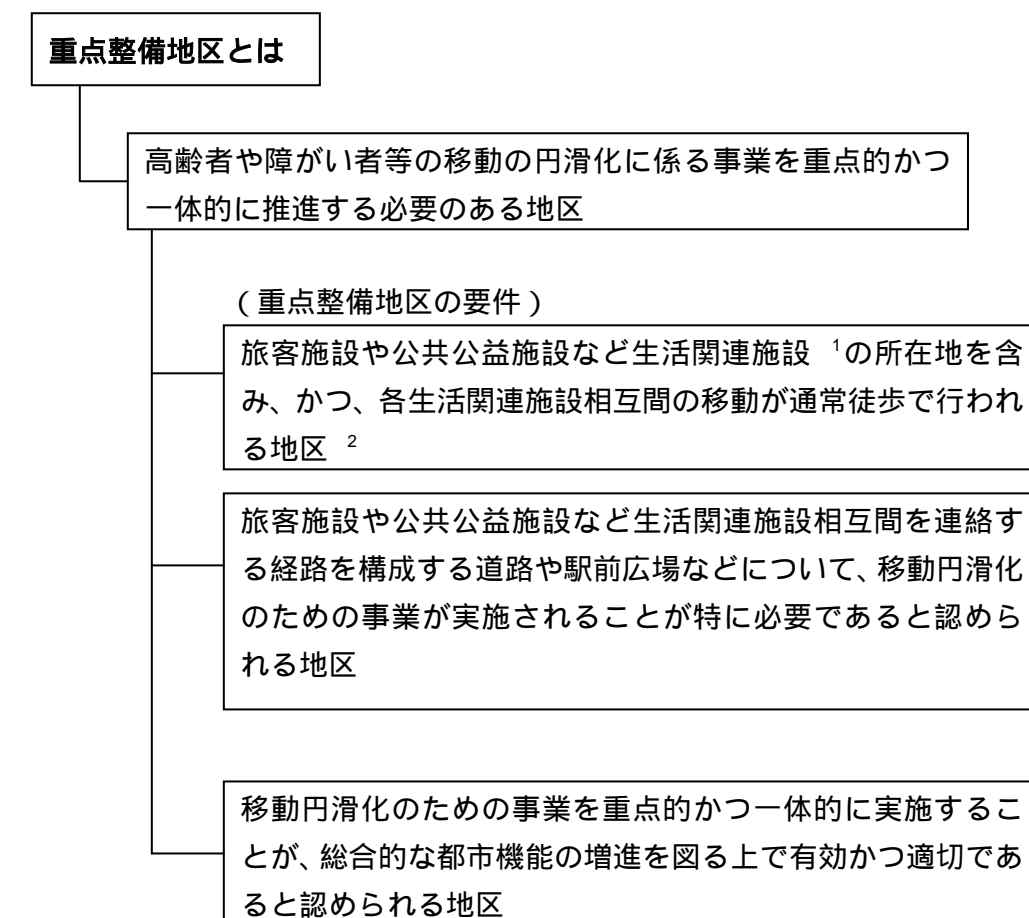 重点整備地区とは
高齢者や障がい者等の移動の円滑化に係る事業を重点的かつ
一体的に推進する必要のある地区
(重点整備地区の要件)
旅客施設や公共公益施設など生活関連施設 1の所在地を含
み、かつ、各生活関連施設相互間の移動が通常徒歩で行われ
る地区 2
旅客施設や公共公益施設など生活関連施設相互間を連絡す
る経路を構成する道路や駅前広場などについて、移動円滑化
のための事業が実施されることが特に必要であると認めら
れる地区
移動円滑化のための事業を重点的かつ一体的に実施するこ
とが、総合的な都市機能の増進を図る上で有効かつ適切であ
ると認められる地区